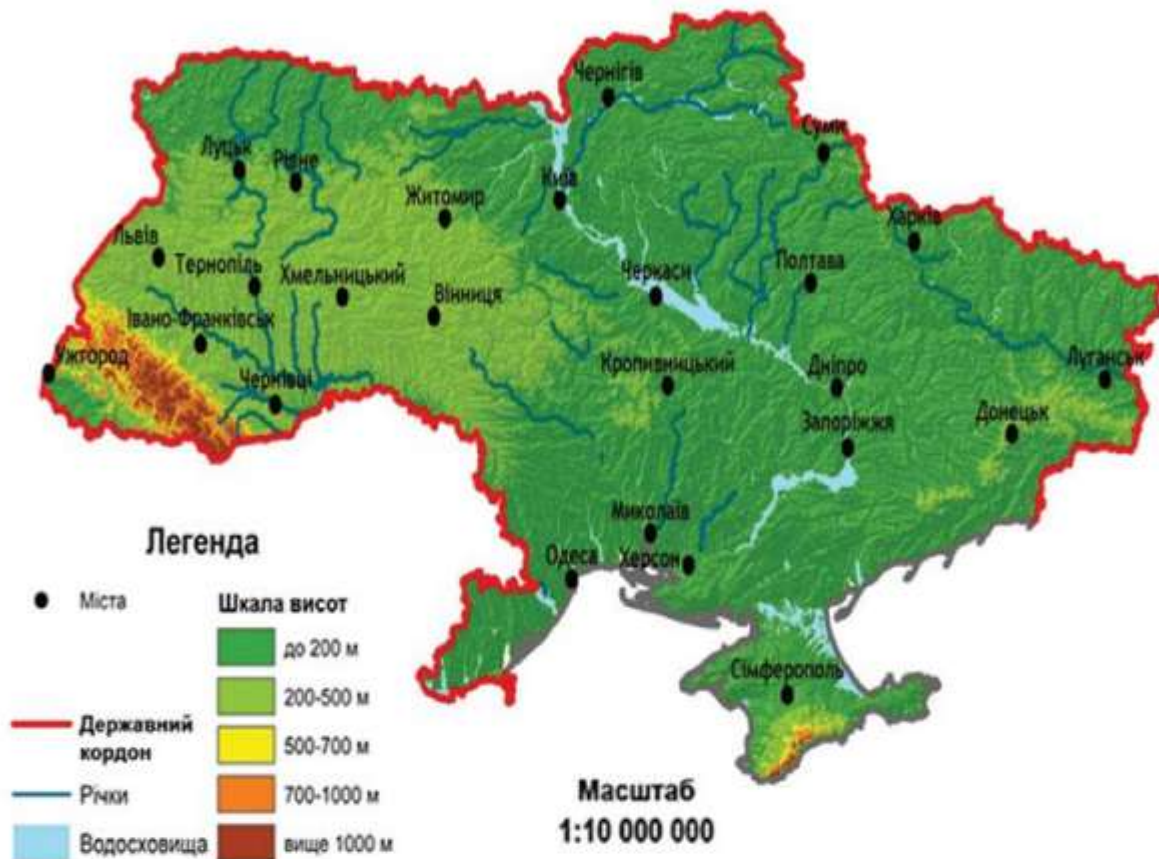 Чернігів
Суми
Луцьк
Рівне
Київ
Житомир
Харків
Львів
Тернопіль
Хмельницький
Черкаси
Полтава
Вінниця
Івано-Франківськ
Ужгород
Кропивницький
Дніпро
Луганськ
Чернівці
Донецьк
Запоріжжя
Миколаїв
Одеса
Херсон
Сімферополь
Легенда
Міста
Державний
кордон
Річки
Водосховища
Шкала висот
до 200 м
200-500 м
500-700 м
700-1000 м
вище 1000 м
Масштаб
1:10 000 000